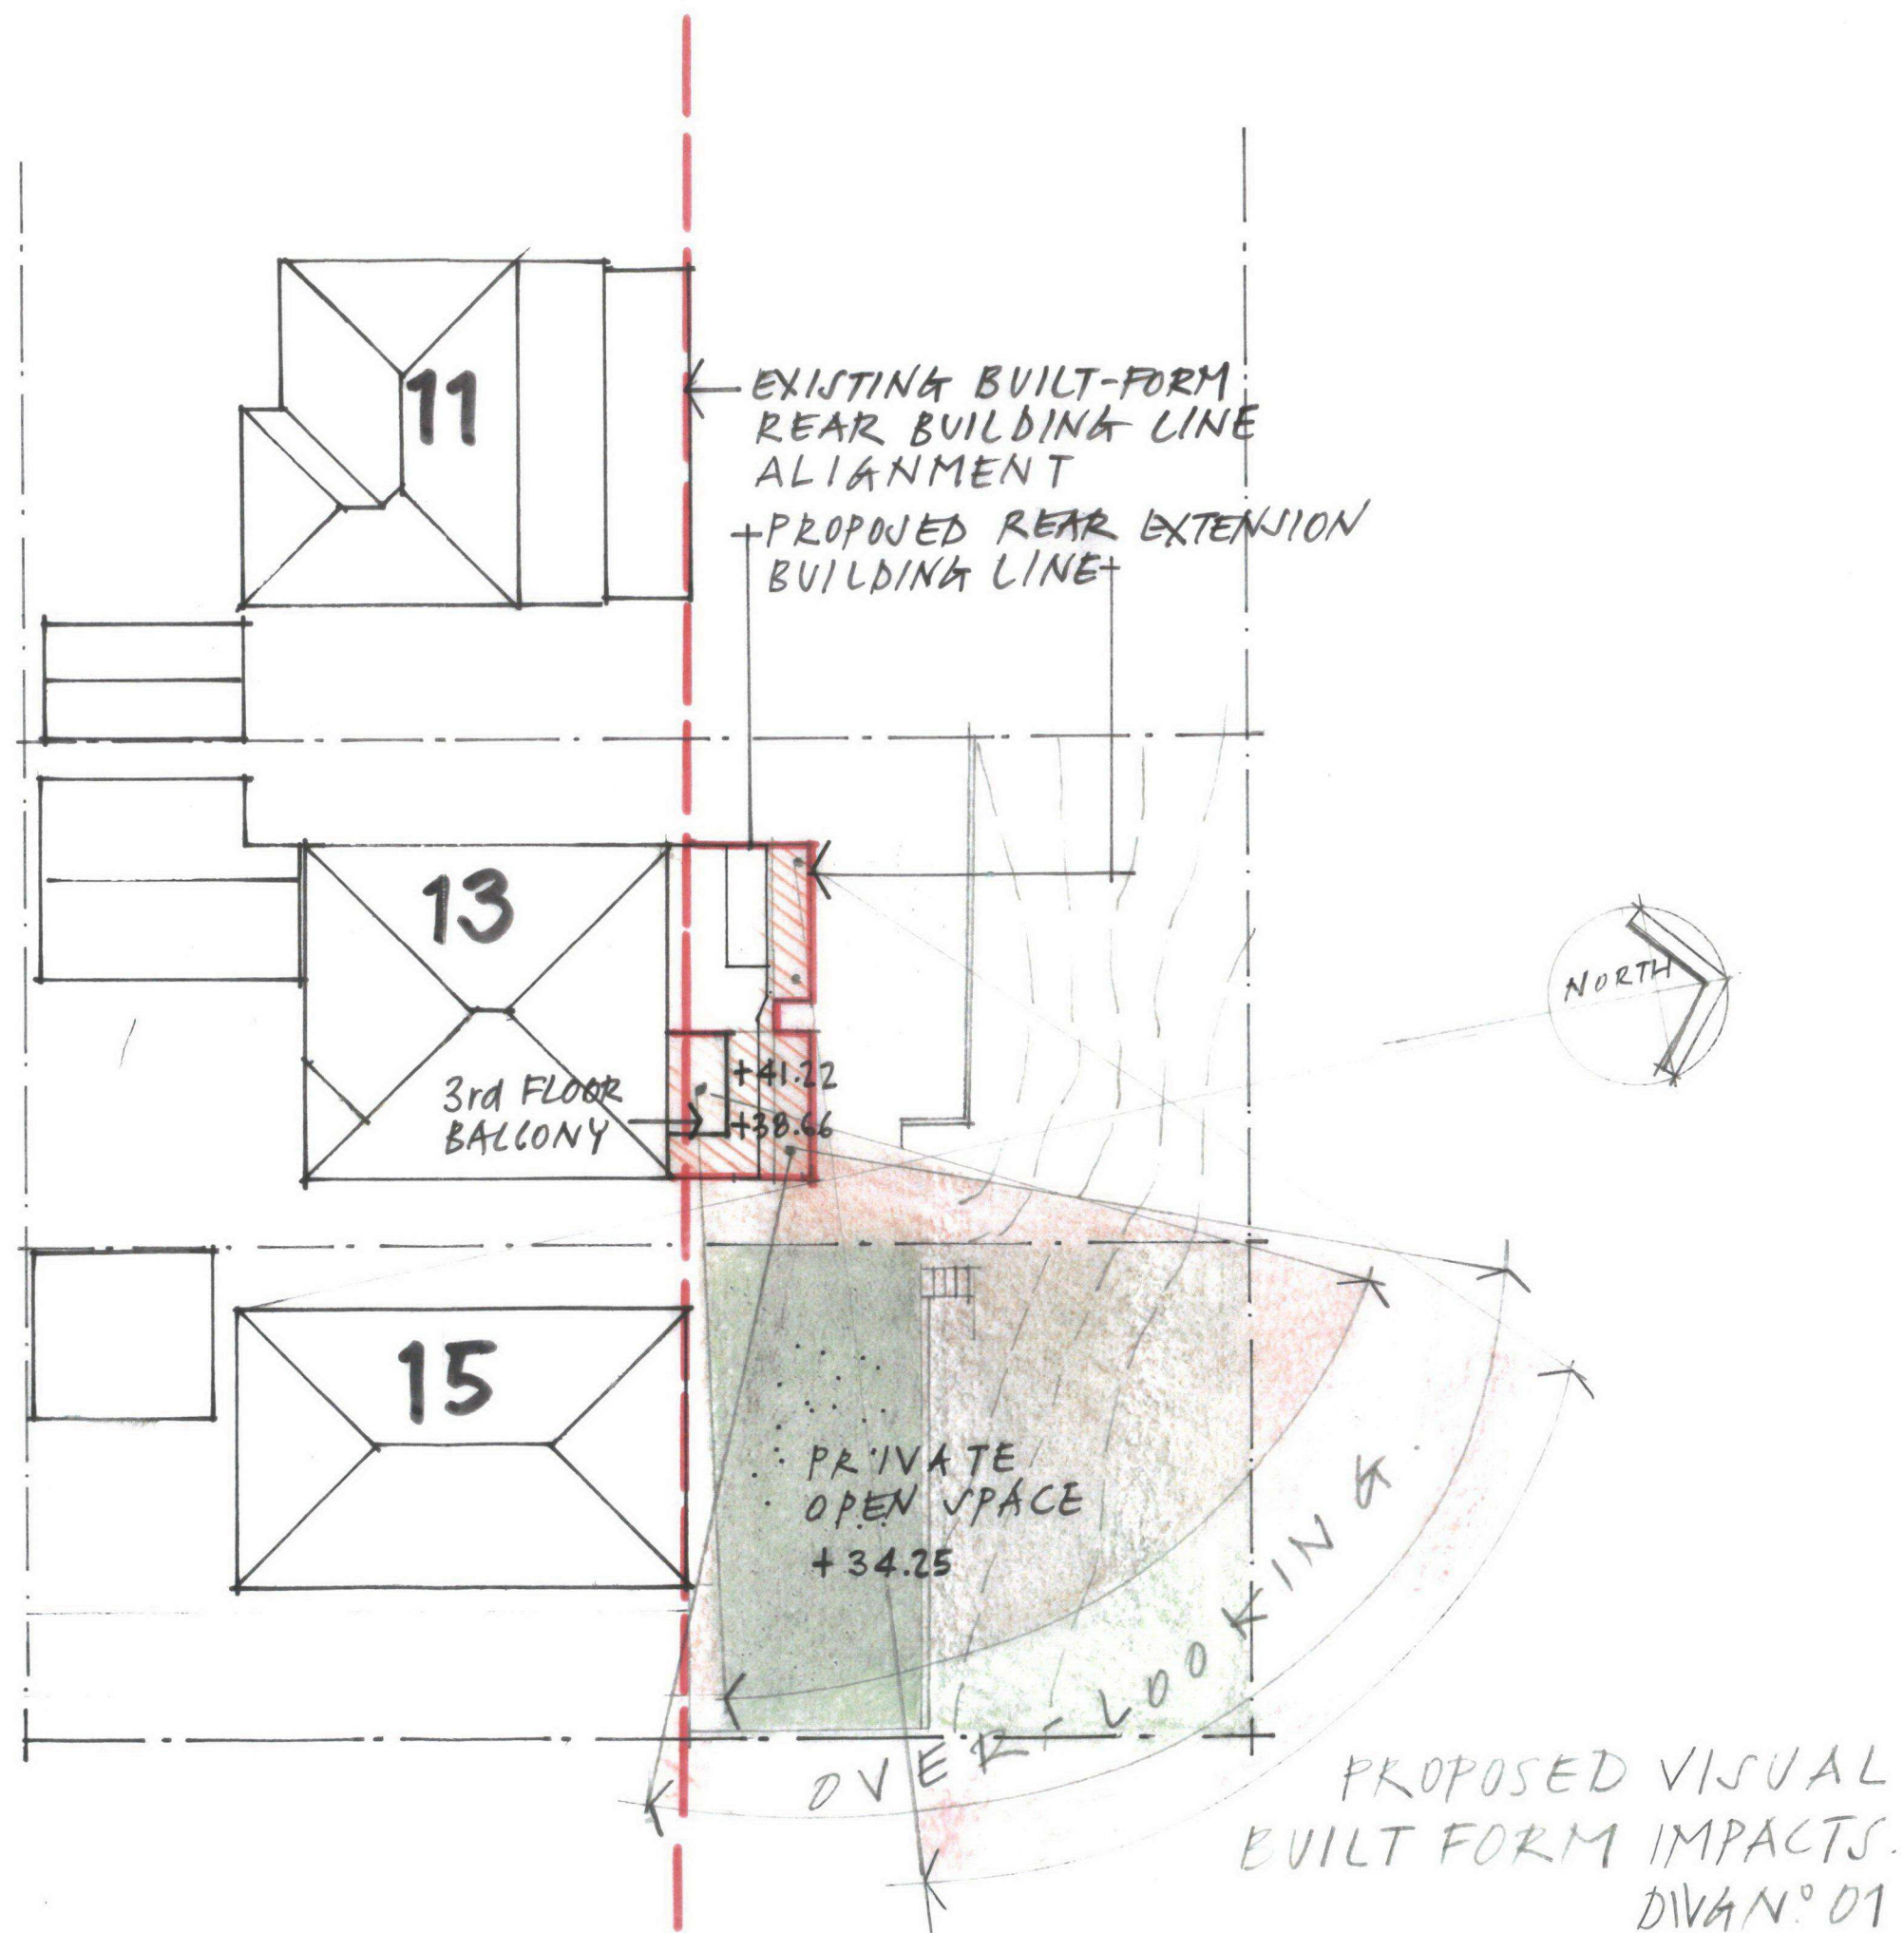 11
EXISTING BUILT-FORM
REAR BUILDING LINE
ALIGNMENT
PROPOSED REAR EXTENSION
BUILDING LINE
13
NORTH
+41.22
3rd FLOOR
BALCONY
+38.66
15
PRIVATE
OPEN SPACE
+34.25
OVER-LOOKING.
PROPOSED VISUAL
BUILT FORM IMPACTS.
DWG Nº 01